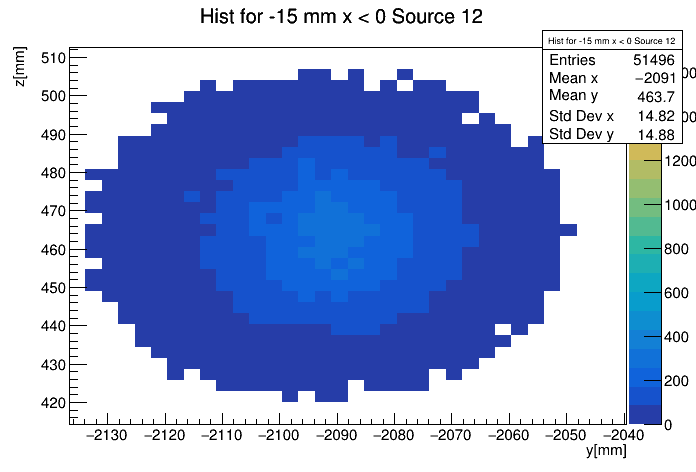 Hist for -15 mm x < 0 Source 12
Hist for -15 mm x < 0 Source 12
Entries 51496
Mean x −2091
Mean y 463.7
Std Dev x 14.82
Std Dev y 14.88
z[mm]
510
500
490
480
470
460
450
440
430
420
1200
1000
800
600
400
200
0
−2130 −2120 −2110 −2100 −2090 −2080 −2070 −2060 −2050 −2040
y[mm]